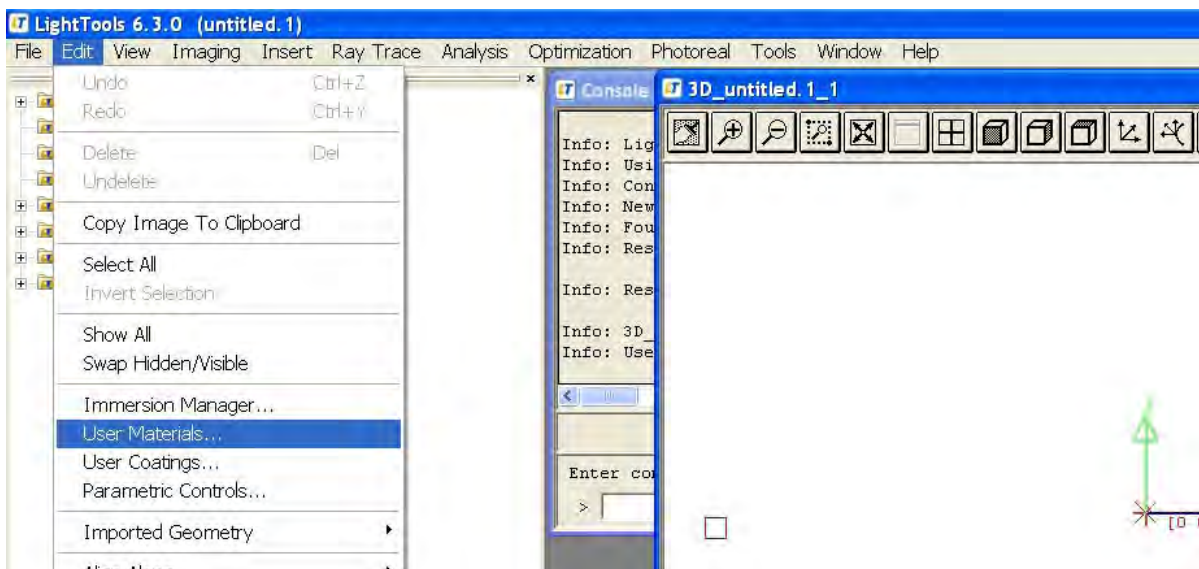 LightTools 6.3.0 (untitled.1)
File Edit View Imaging Insert Ray Trace Analysis Optimization Photoreal Tools Window Help
Undo Ctrl+Z
Redo Ctrl+Y
Delete Del
Undelete
Copy Image To Clipboard
Select All
Invert Selection
Show All
Swap Hidden/Visible
Immersion Manager...
User Materials...
User Coatings...
Parametric Controls...
Imported Geometry
Console
Info: Lig
Info: Usi
Info: Con
Info: New
Info: Fou
Info: Res
Info: Res
Info: 3D_
Info: Use
Enter co
>
3D_untitled.1_1